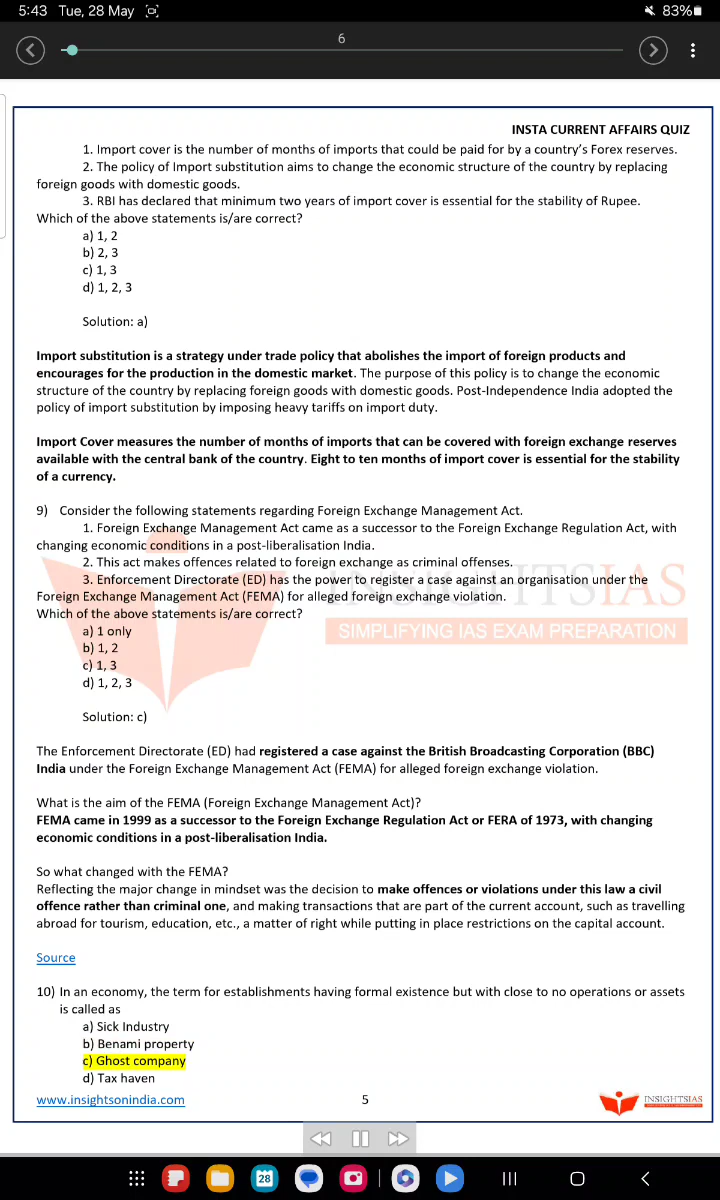 5:43 Tue, 28 May
83%
6
INSTA CURRENT AFFAIRS QUIZ
1. Import cover is the number of months of imports that could be paid for by a country's Forex reserves.
2. The policy of Import substitution aims to change the economic structure of the country by replacing
foreign goods with domestic goods.
3. RBI has declared that minimum two years of import cover is essential for the stability of Rupee.
Which of the above statements is/are correct?
a) 1, 2
b) 2, 3
c) 1, 3
d) 1, 2, 3
Solution: a)
Import substitution is a strategy under trade policy that abolishes the import of foreign products and
encourages for the production in the domestic market. The purpose of this policy is to change the economic
structure of the country by replacing foreign goods with domestic goods. Post-Independence India adopted the
policy of import substitution by imposing heavy tariffs on import duty.
Import Cover measures the number of months of imports that can be covered with foreign exchange reserves
available with the central bank of the country. Eight to ten months of import cover is essential for the stability
of a currency.
9) Consider the following statements regarding Foreign Exchange Management Act.
1. Foreign Exchange Management Act came as a successor to the Foreign Exchange Regulation Act, with
changing economic conditions in a post-liberalisation India.
2. This act makes offences related to foreign exchange as criminal offenses.
3. Enforcement Directorate (ED) has the power to register a case against an organisation under the
Foreign Exchange Management Act (FEMA) for alleged foreign exchange violation.
Which of the above statements is/are correct?
a) 1 only
b) 1, 2
c) 1, 3
d) 1, 2, 3
INSIGHTSIAS
SIMPLIFYING IAS EXAM PREPARATION
Solution: c)
The Enforcement Directorate (ED) had registered a case against the British Broadcasting Corporation (BBC)
India under the Foreign Exchange Management Act (FEMA) for alleged foreign exchange violation.
What is the aim of the FEMA (Foreign Exchange Management Act)?
FEMA came in 1999 as a successor to the Foreign Exchange Regulation Act or FERA of 1973, with changing
economic conditions in a post-liberalisation India.
So what changed with the FEMA?
Reflecting the major change in mindset was the decision to make offences or violations under this law a civil
offence rather than criminal one, and making transactions that are part of the current account, such as travelling
abroad for tourism, education, etc., a matter of right while putting in place restrictions on the capital account.
Source
10) In an economy, the term for establishments having formal existence but with close to no operations or assets
is called as
a) Sick Industry
b) Benami property
c) Ghost company
d) Tax haven
www.insightsonindia.com
5
INSIGHTSIAS
28